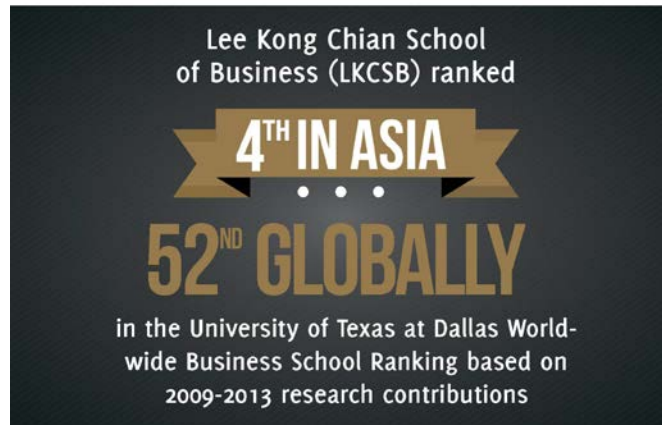 Lee Kong Chian School
of Business (LKCSB) ranked
4TH IN ASIA
52ND GLOBALLY
in the University of Texas at Dallas World-
wide Business School Ranking based on
2009-2013 research contributions